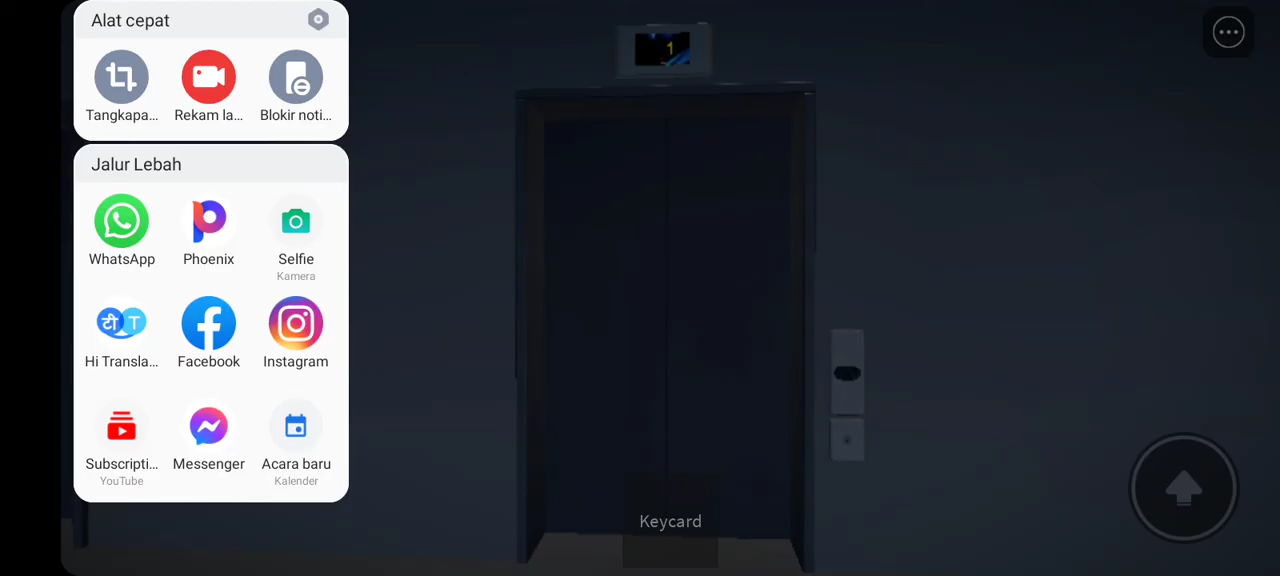 Alat cepat
Tangkapa...
Rekam la...
Blokir noti...
Jalur Lebah
WhatsApp
Phoenix
Selfie
Kamera
Hi Transla...
Facebook
Instagram
Subscripti...
YouTube
Messenger
Acara baru
Kalender
1
Keycard